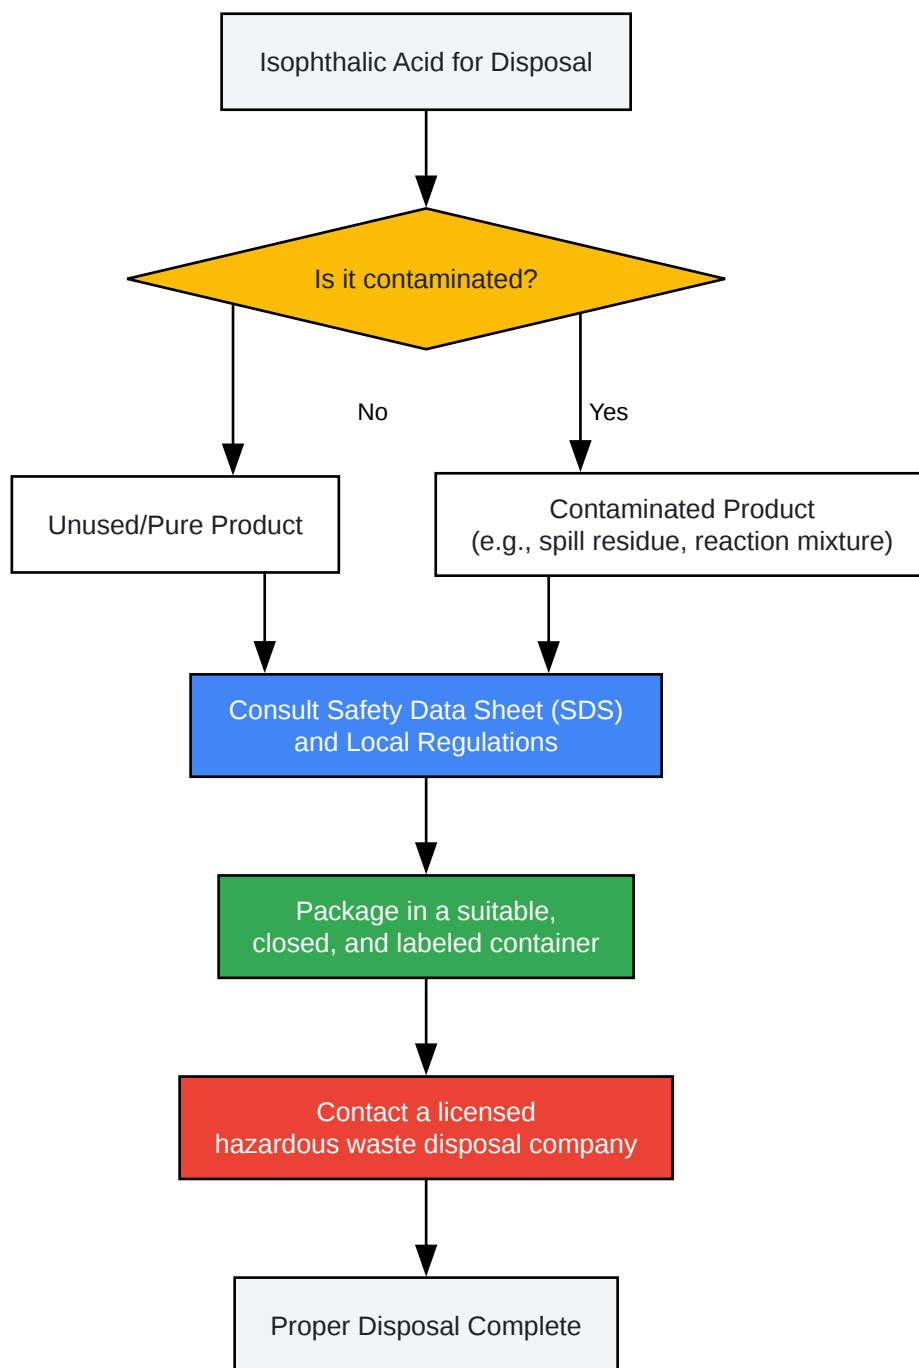 Isophthalic Acid for Disposal
Is it contaminated?
No
Yes
Unused/Pure Product
Contaminated Product
(e.g., spill residue, reaction mixture)
Consult Safety Data Sheet (SDS)
and Local Regulations
Package in a suitable,
closed, and labeled container
Contact a licensed
hazardous waste disposal company
Proper Disposal Complete